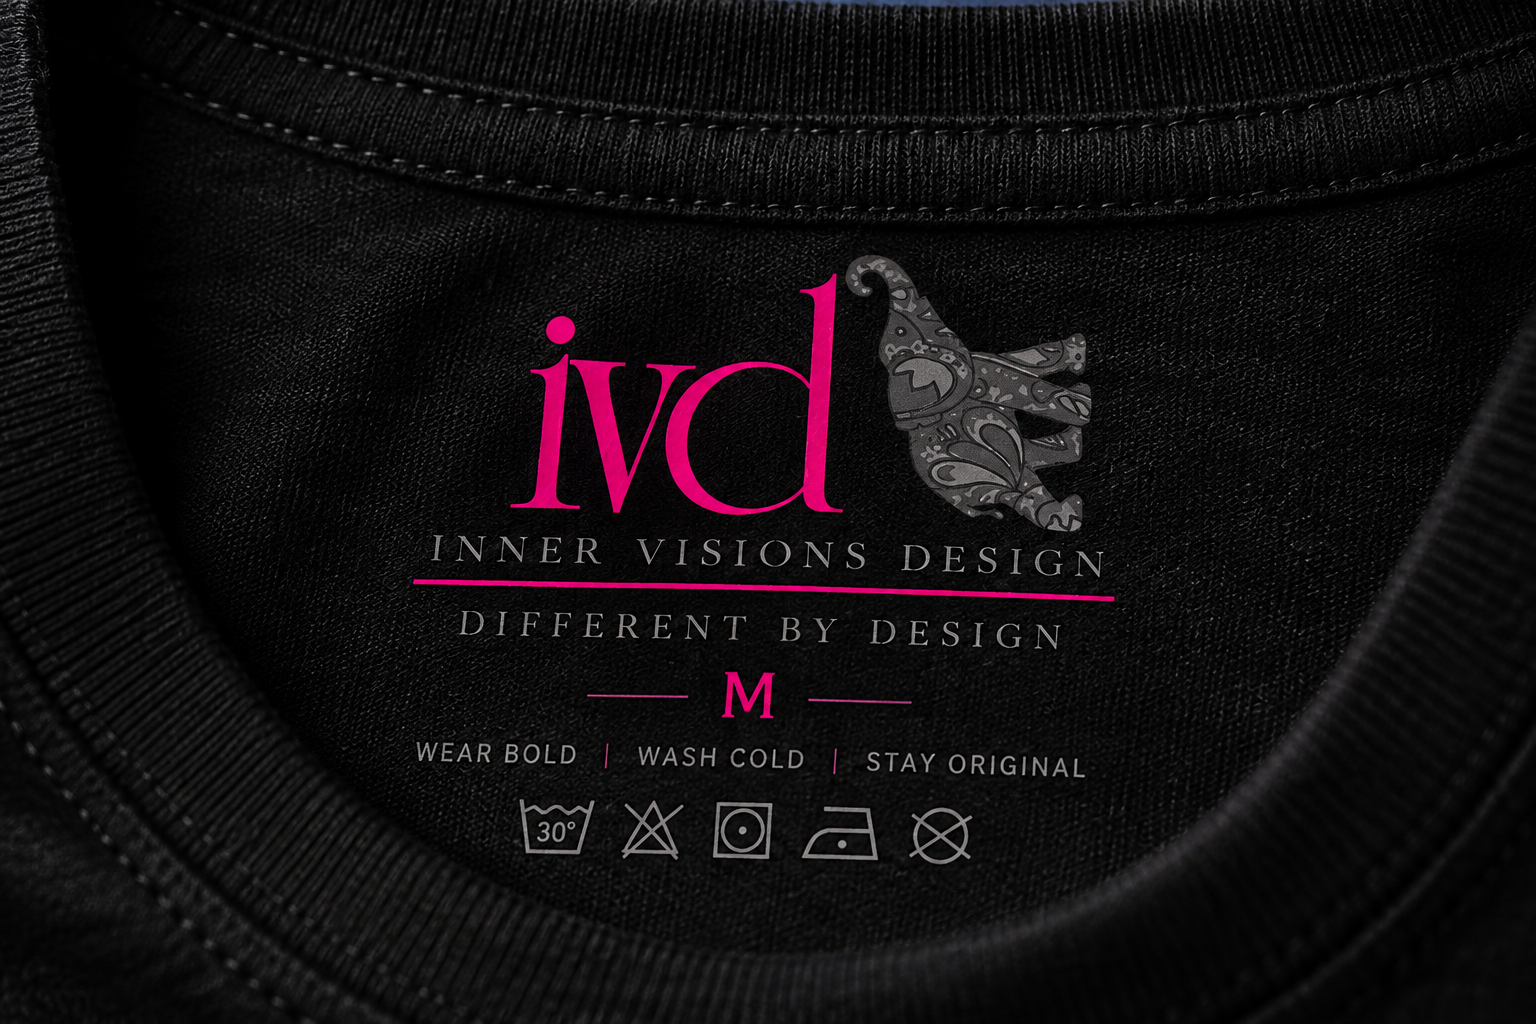 ivd
INNER VISIONS DESIGN
DIFFERENT BY DESIGN
M
WEAR BOLD | WASH COLD | STAY ORIGINAL
30°